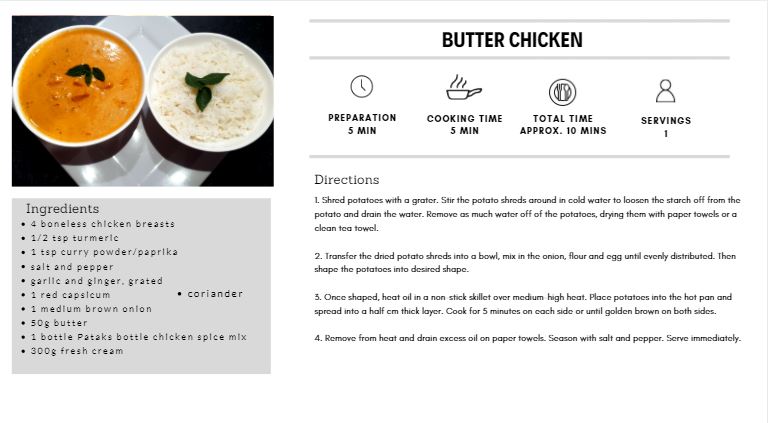 BUTTER CHICKEN
PREPARATION
5 MIN
COOKING TIME
5 MIN
TOTAL TIME
APPROX. 10 MINS
SERVINGS
1
Ingredients
4 boneless chicken breasts
1/2 tsp turmeric
1 tsp curry powder/paprika
salt and pepper
garlic and ginger, grated
1 red capsicum
1 medium brown onion
50g butter
1 bottle Pataks bottle chicken spice mix
300g fresh cream
coriander
Directions
1. Shred potatoes with a grater. Stir the potato shreds around in cold water to loosen the starch off from the
potato and drain the water. Remove as much water off of the potatoes, drying them with paper towels or a
clean tea towel.
2. Transfer the dried potato shreds into a bowl, mix in the onion, flour and egg until evenly distributed. Then
shape the potatoes into desired shape.
3. Once shaped, heat oil in a non-stick skillet over medium-high heat. Place potatoes into the hot pan and
spread into a half cm thick layer. Cook for 5 minutes on each side or until golden brown on both sides.
4. Remove from heat and drain excess oil on paper towels. Season with salt and pepper. Serve immediately.